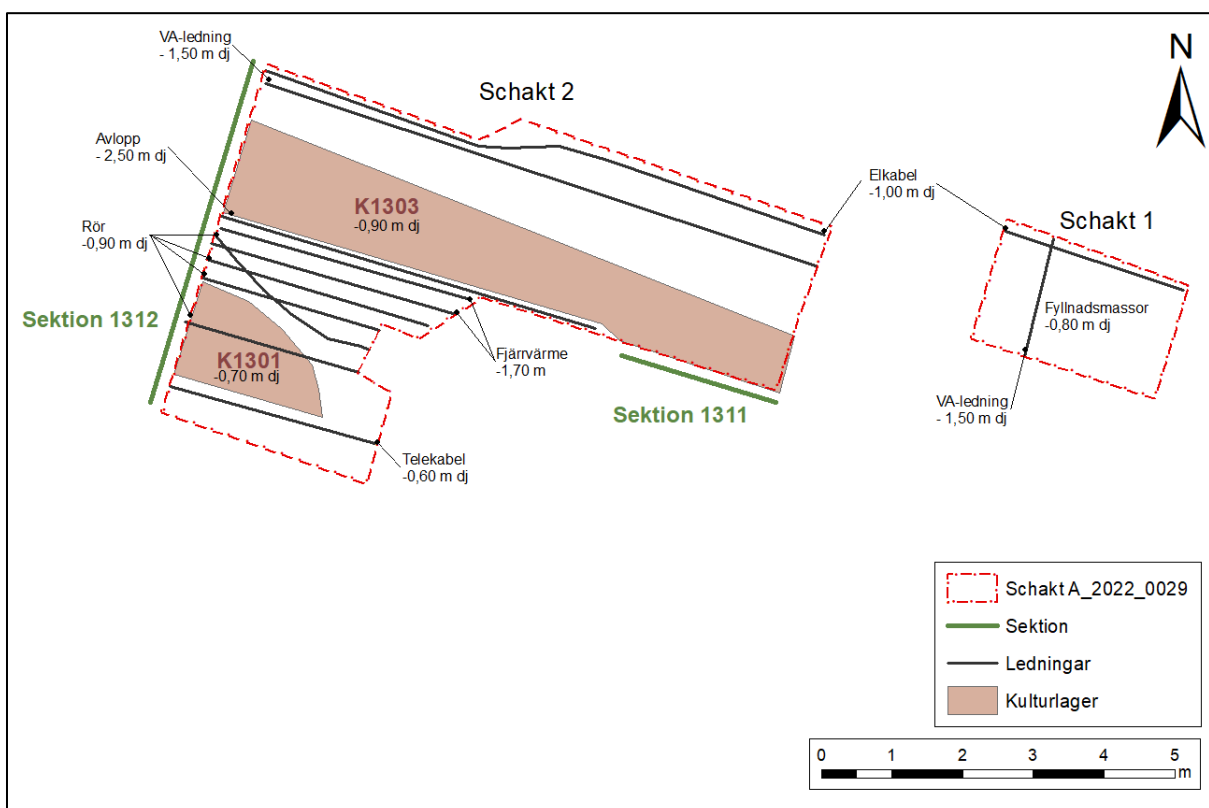 VA-ledning
- 1,50 m dj
N
Schakt 2
Avlopp
- 2,50 m dj
Elkabel
-1,00 m dj
K1303
-0,90 m dj
Schakt 1
Rör
-0,90 m dj
Fyllnadsmassor
-0,80 m dj
Sektion 1312
Fjärrvärme
-1,70 m
K1301
-0,70 m dj
Sektion 1311
VA-ledning
- 1,50 m dj
Telekabel
-0,60 m dj
Schakt A_2022_0029
Sektion
Ledningar
Kulturlager
0 1 2 3 4 5
m